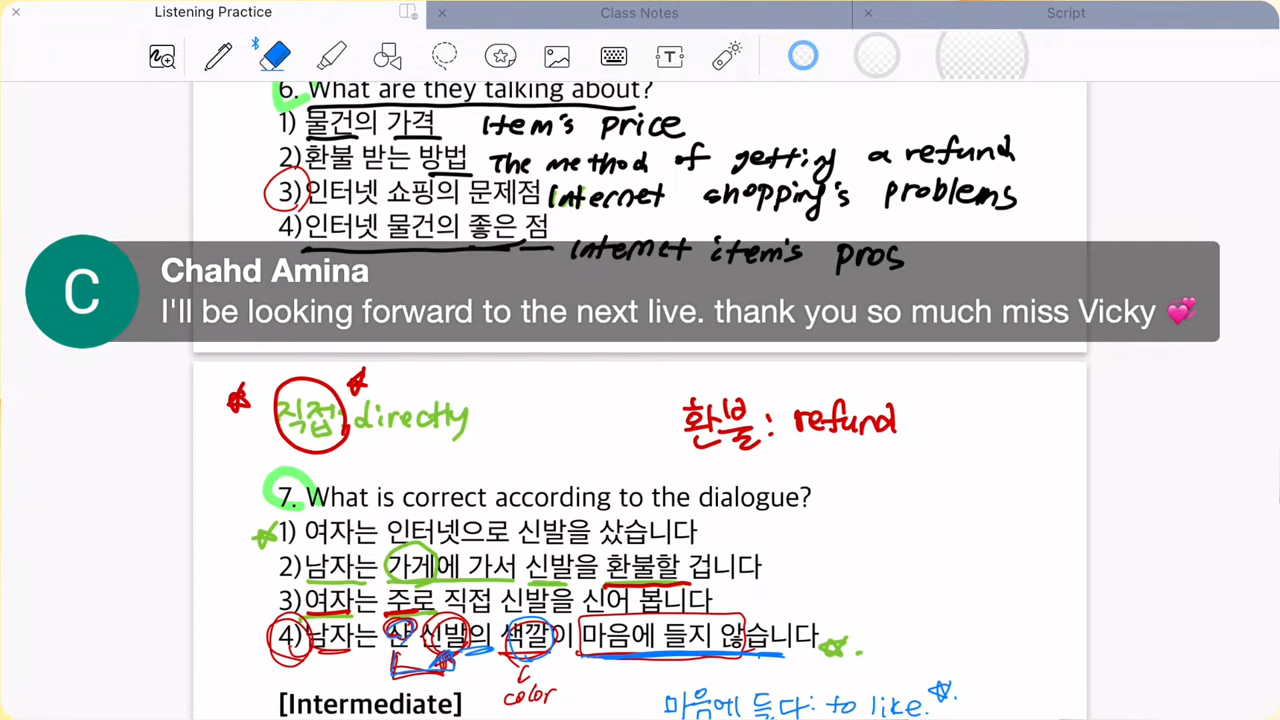 Listening Practice
Class Notes
Script
6. What are they talking about?
1) 물건의 가격 Item's price
2) 환불 받는 방법 The method of getting a refund
3) 인터넷 쇼핑의 문제점 Internet shopping's problems
4) 인터넷 물건의 좋은 점 Internet item's pros
C
Chahd Amina
I'll be looking forward to the next live. thank you so much miss Vicky 💞
직접: directly
환불: refund
7. What is correct according to the dialogue?
1) 여자는 인터넷으로 신발을 샀습니다
2) 남자는 가게에 가서 신발을 환불할 겁니다
3) 여자는 주로 직접 신발을 신어 봅니다
4) 남자는 산 신발의 색깔이 마음에 들지 않습니다
color
[Intermediate]
마음에 들다: to like.